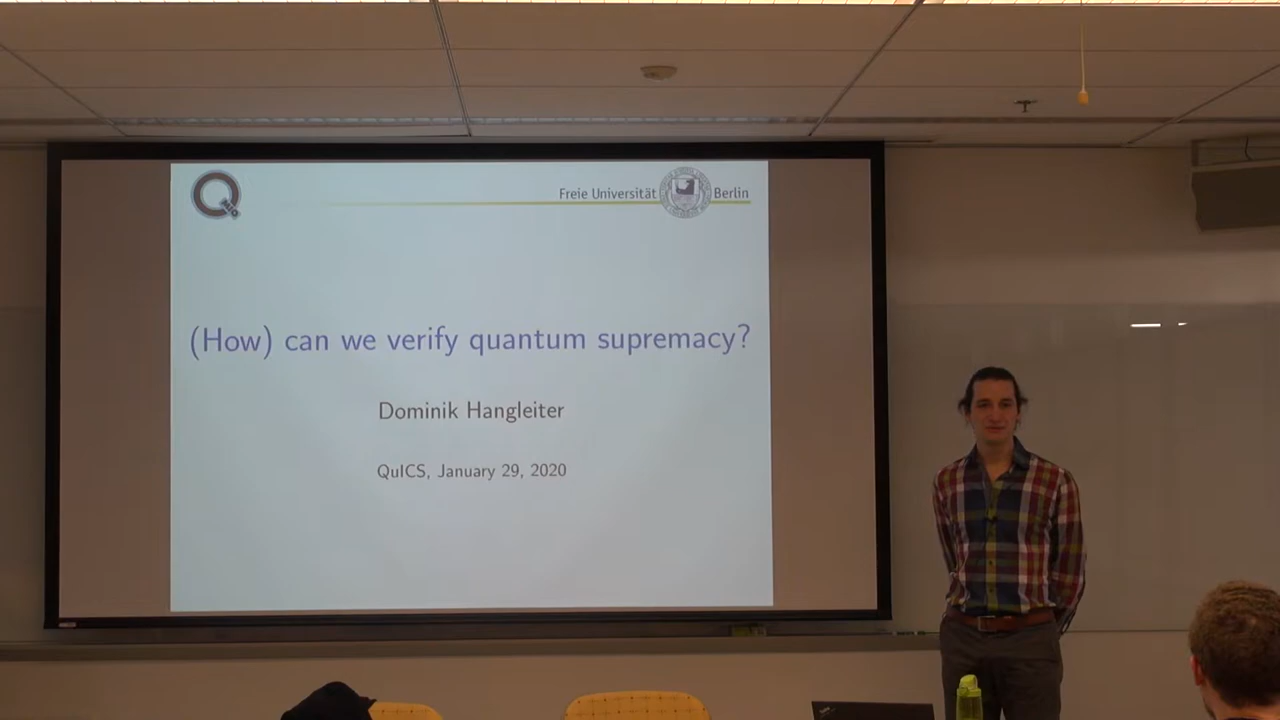 Freie Universität Berlin
(How) can we verify quantum supremacy?
Dominik Hangleiter
QuICS, January 29, 2020